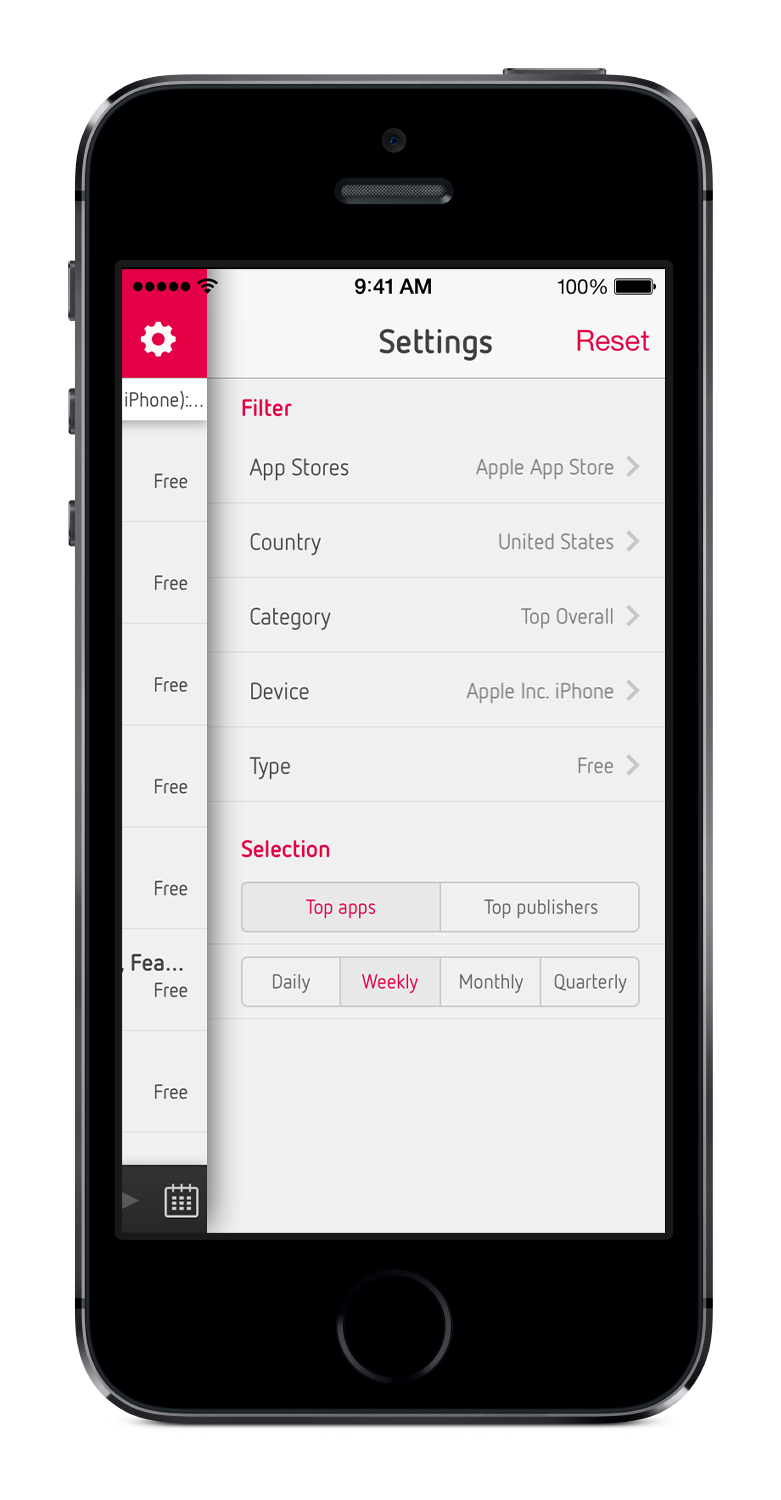 9:41 AM 100%
Settings Reset
iPhone):...
Filter
App Stores Apple App Store
Free
Country United States
Free
Category Top Overall
Free
Device Apple Inc. iPhone
Type Free
Free
Selection
Free
Top apps Top publishers
, Fea...
Free
Daily Weekly Monthly Quarterly
Free